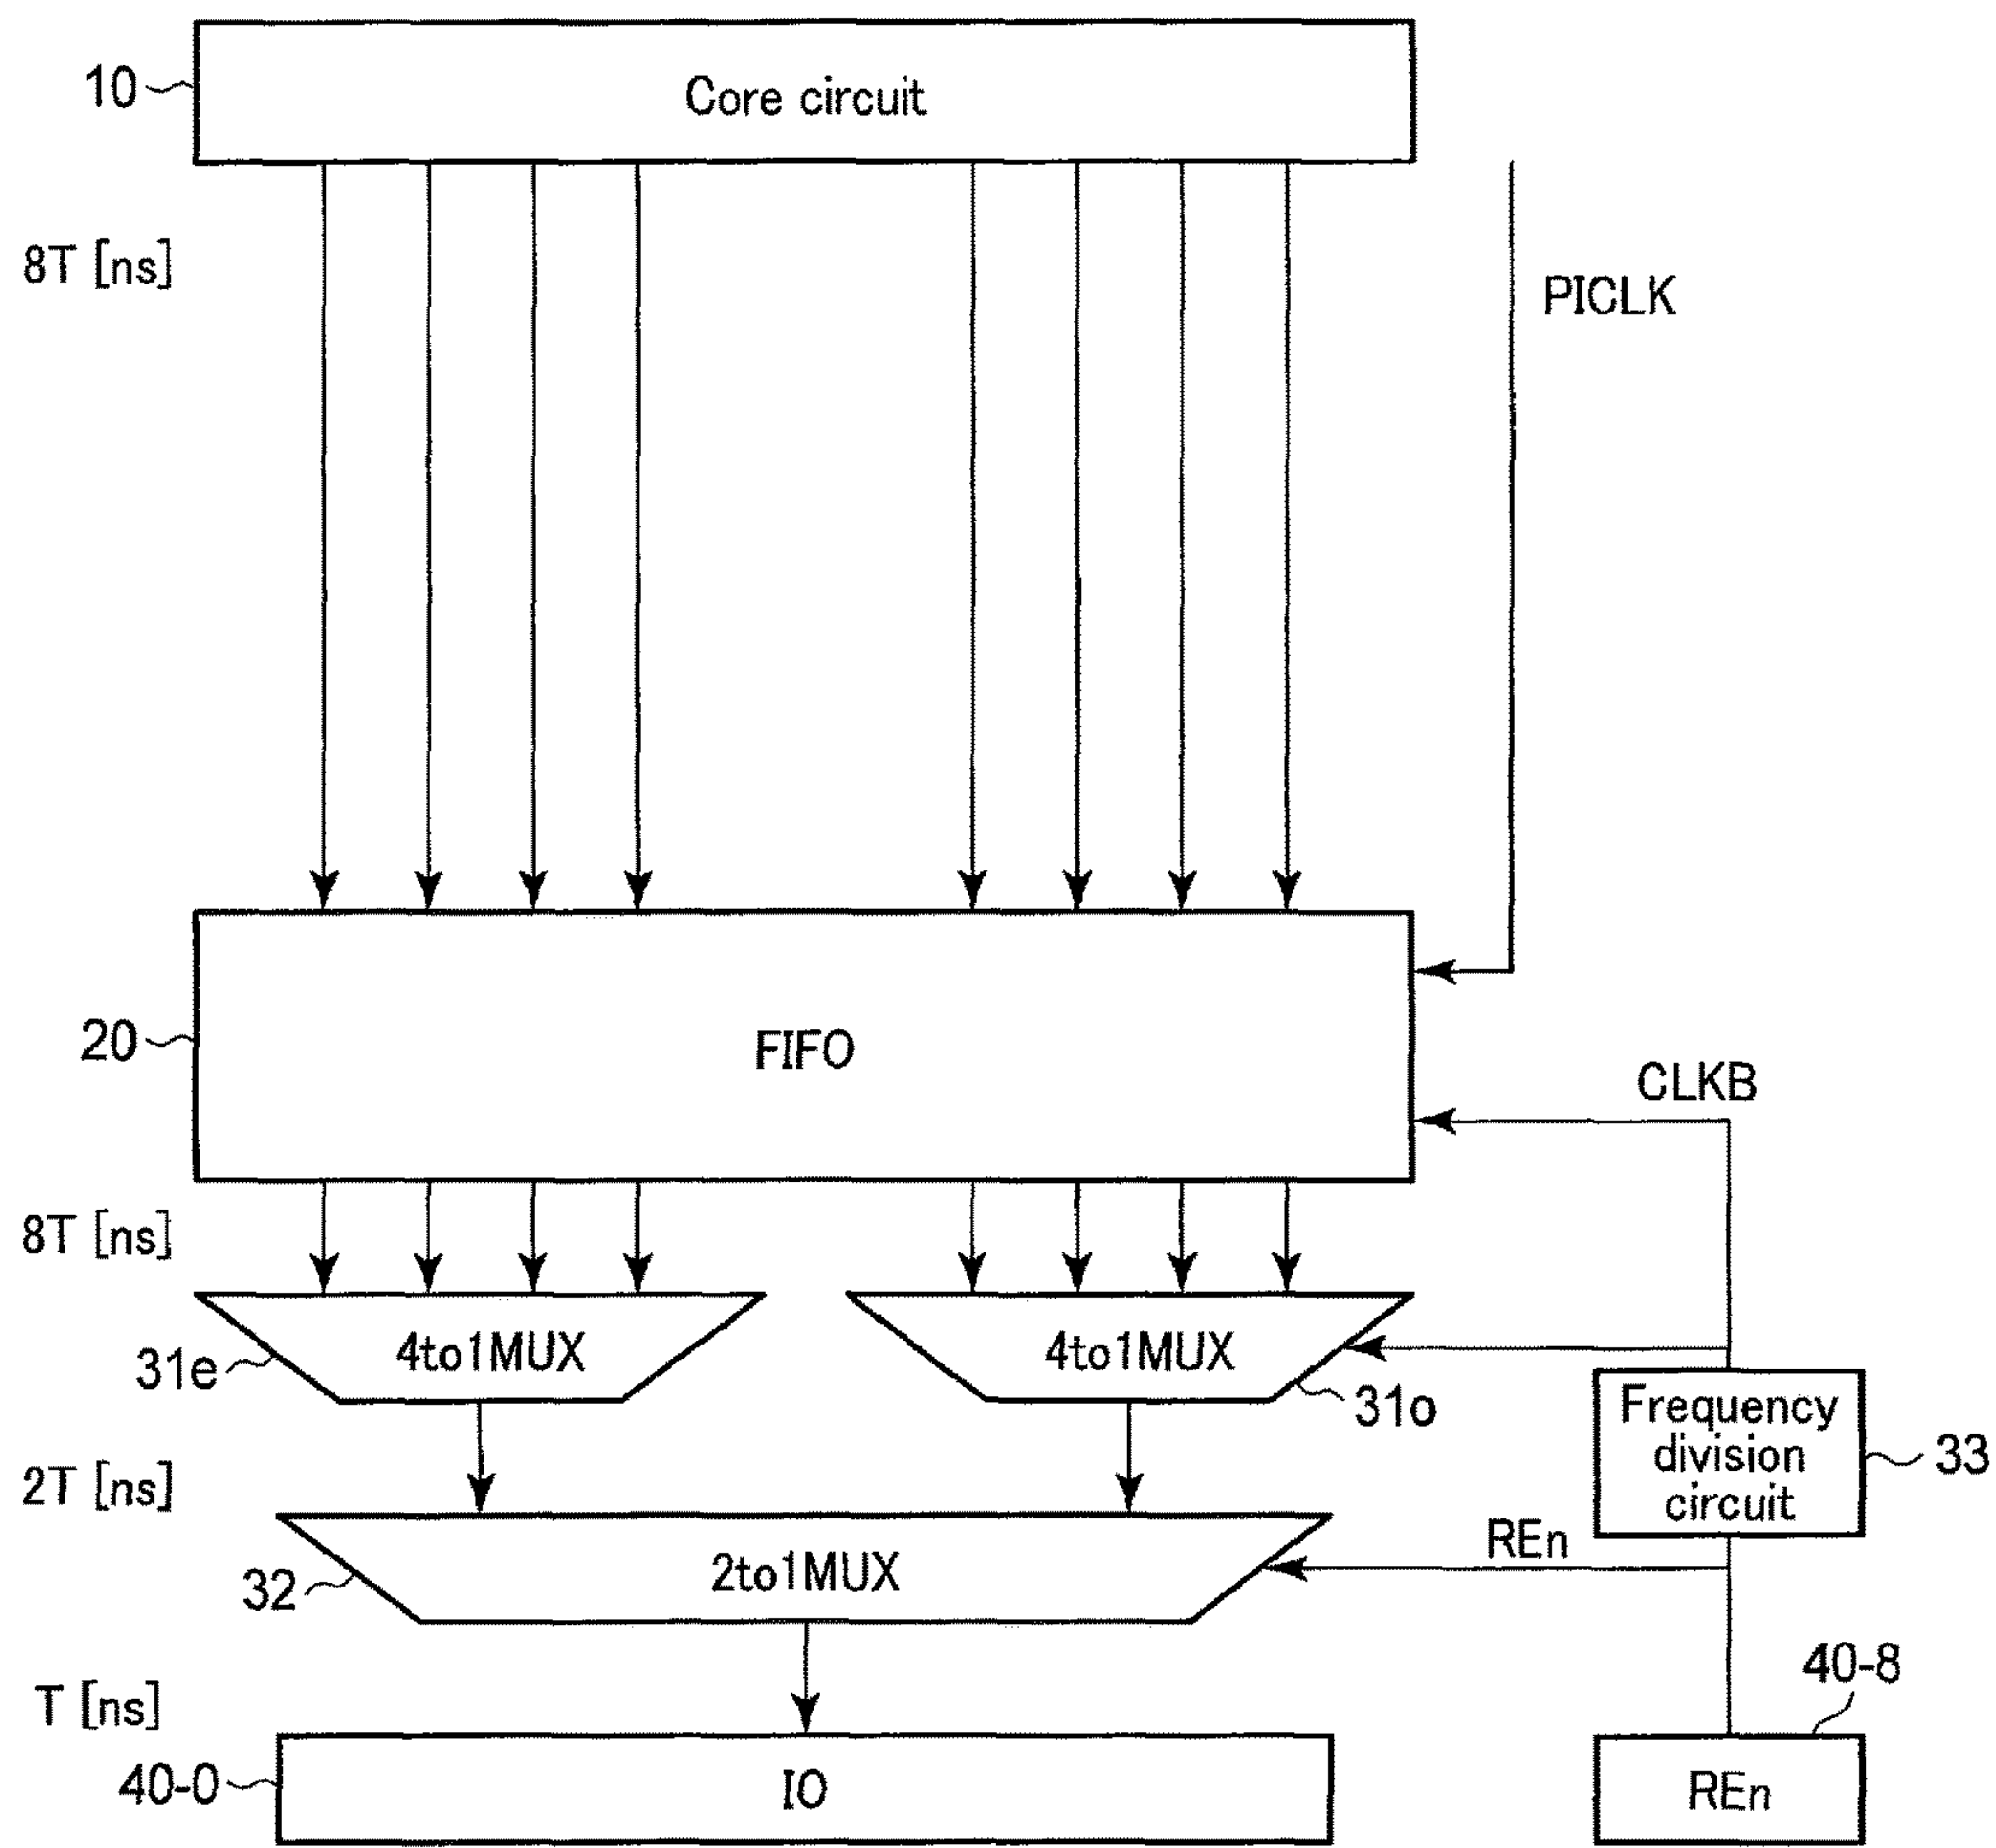 10
Core circuit
8T [ns]
PICLK
20
FIFO
CLKB
8T [ns]
31e
4to1MUX
4to1MUX
31o
Frequency
division
circuit
33
2T [ns]
REn
32
2to1MUX
40-8
T [ns]
40-0
IO
REn